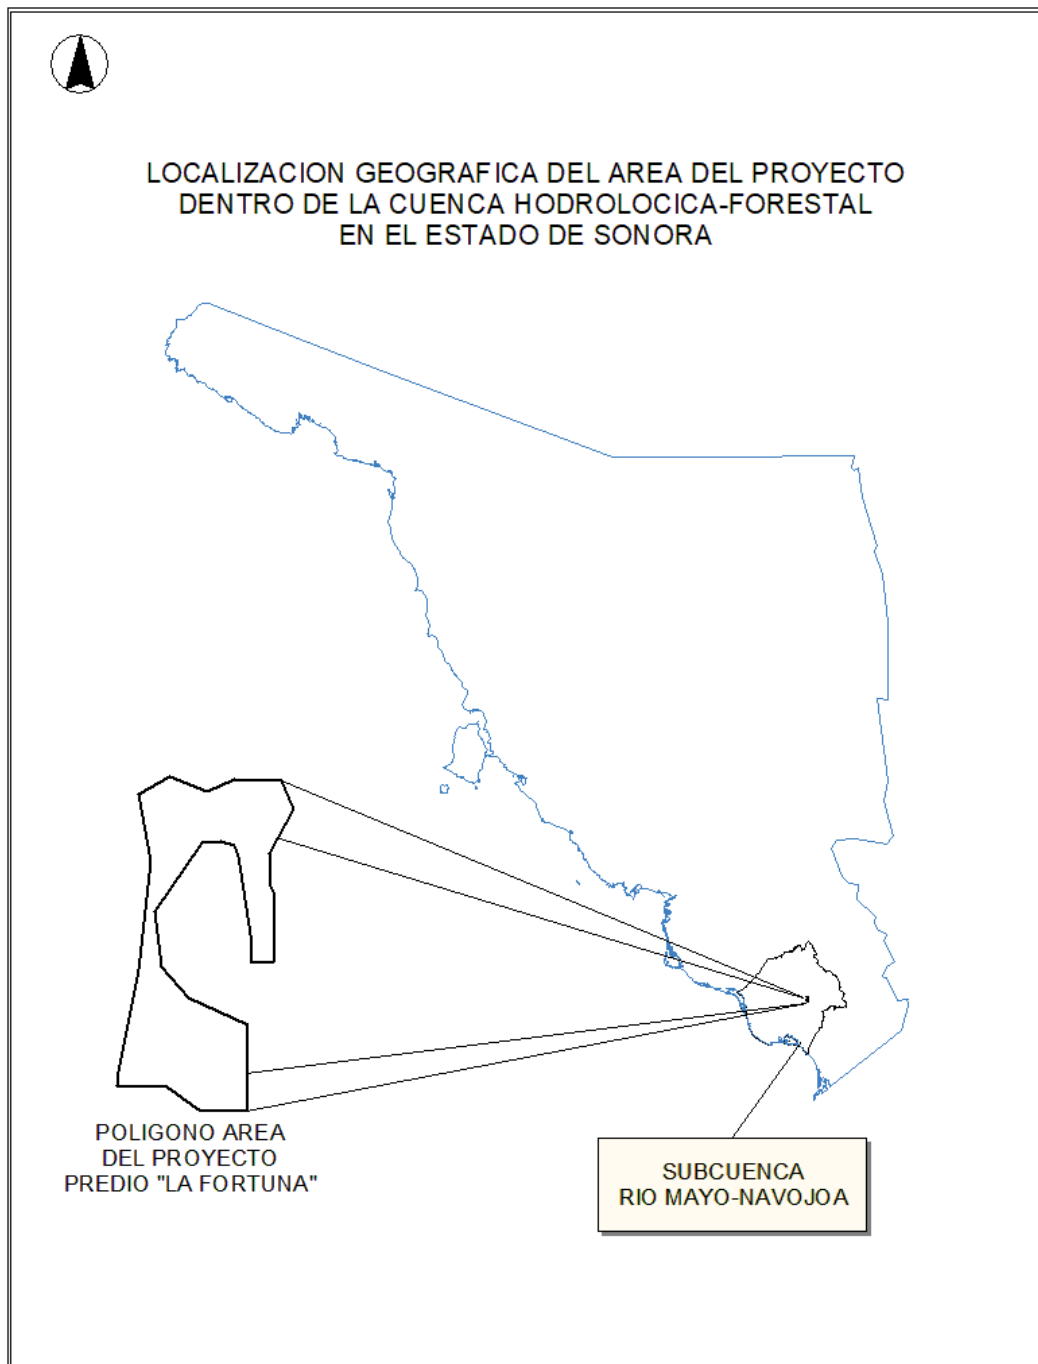 LOCALIZACION GEOGRAFICA DEL AREA DEL PROYECTO
DENTRO DE LA CUENCA HODROLOCICA-FORESTAL
EN EL ESTADO DE SONORA
POLIGONO AREA
DEL PROYECTO
PREDIO "LA FORTUNA"
SUBCUENCA
RIO MAYO-NAVOJOA